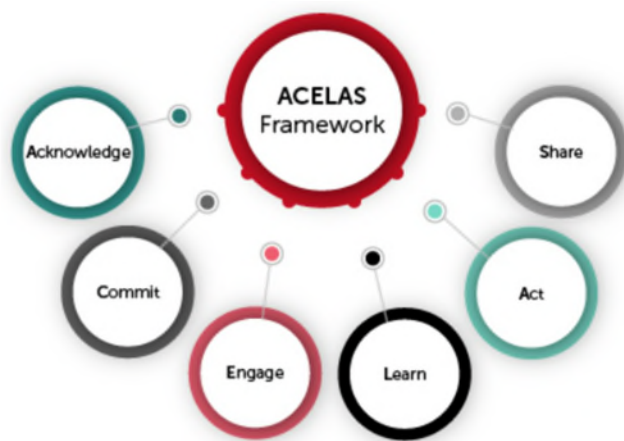 ACELAS
Framework
Acknowledge
Commit
Engage
Learn
Act
Share